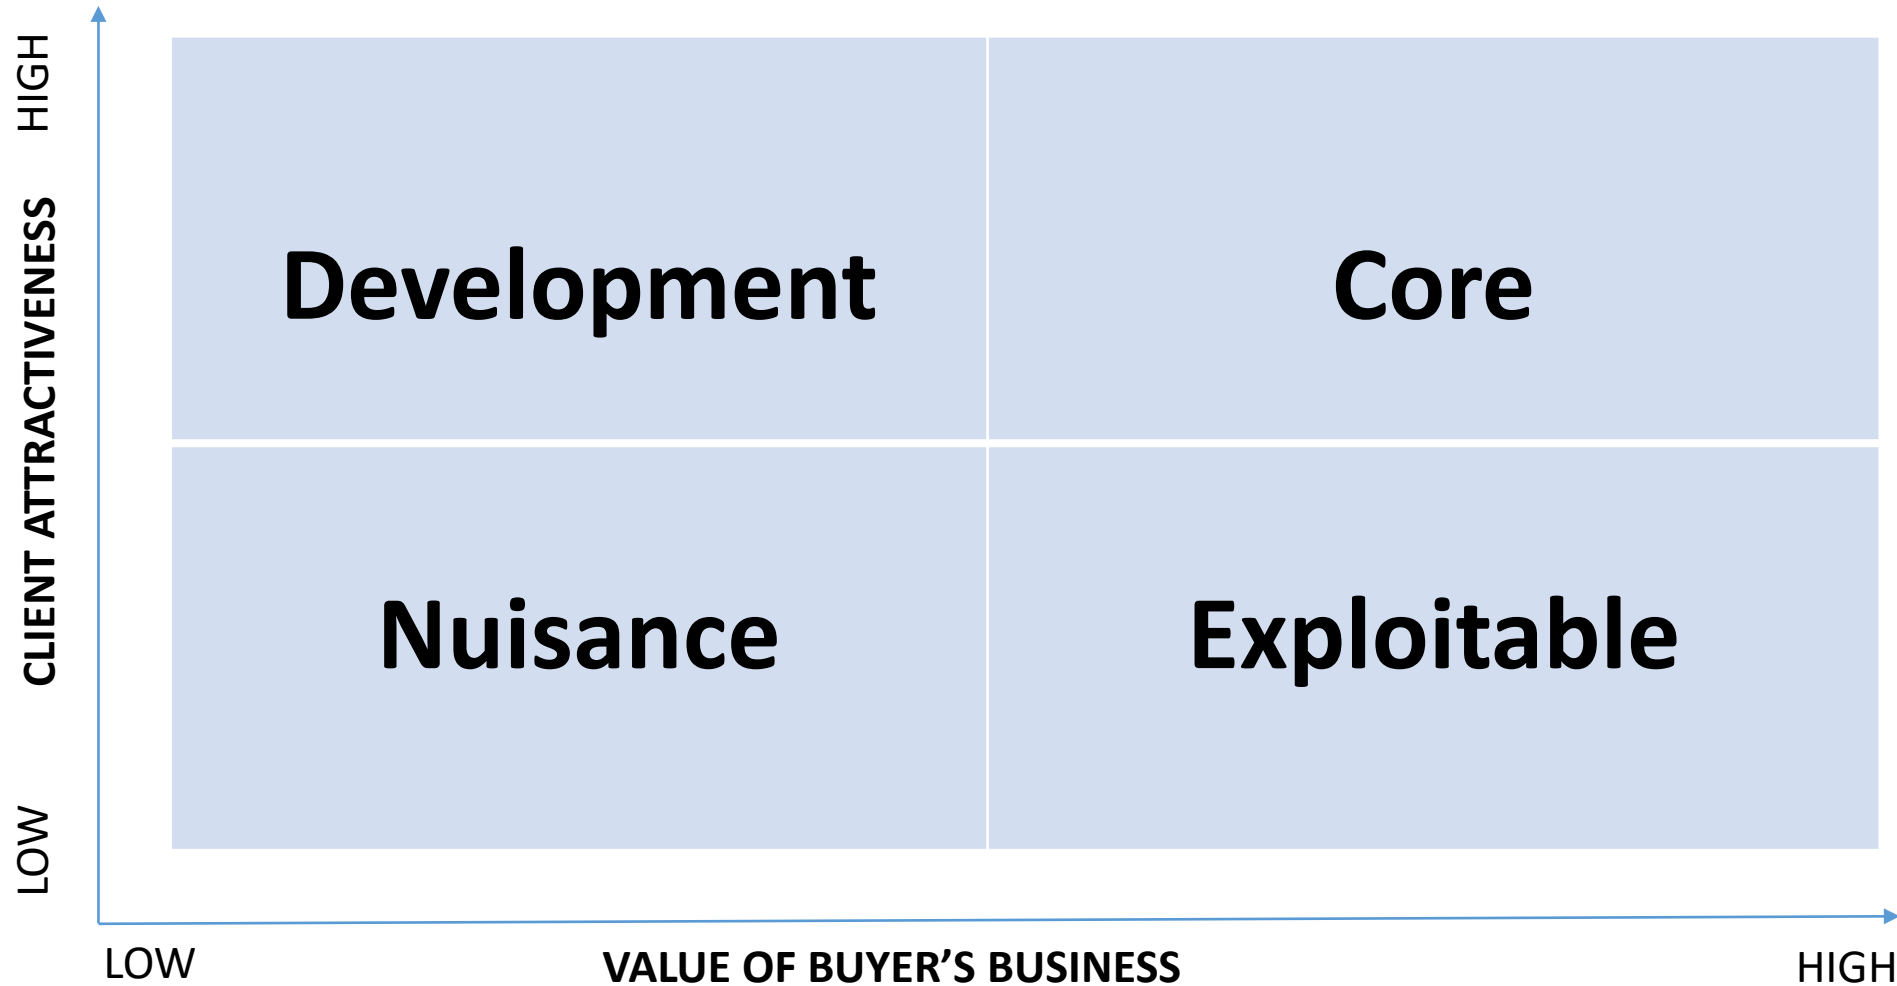 HIGH
CLIENT ATTRACTIVENESS
LOW
Development
Core
Nuisance
Exploitable
LOW
VALUE OF BUYER’S BUSINESS
HIGH